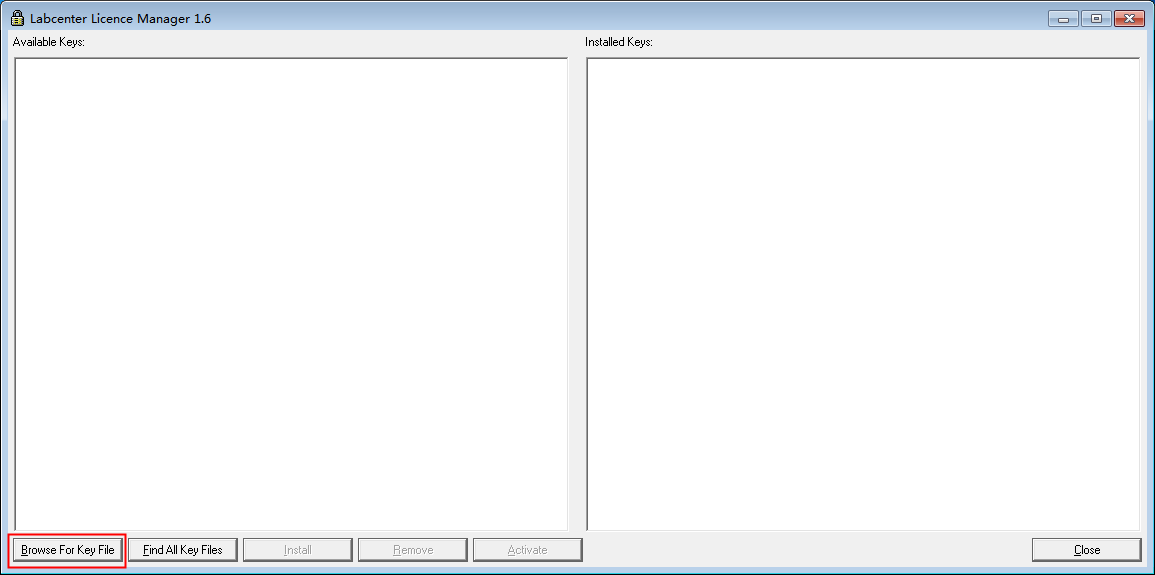 Labcenter Licence Manager 1.6
Available Keys:
Installed Keys:
Browse For Key File
Find All Key Files
Install
Remove
Activate
Close